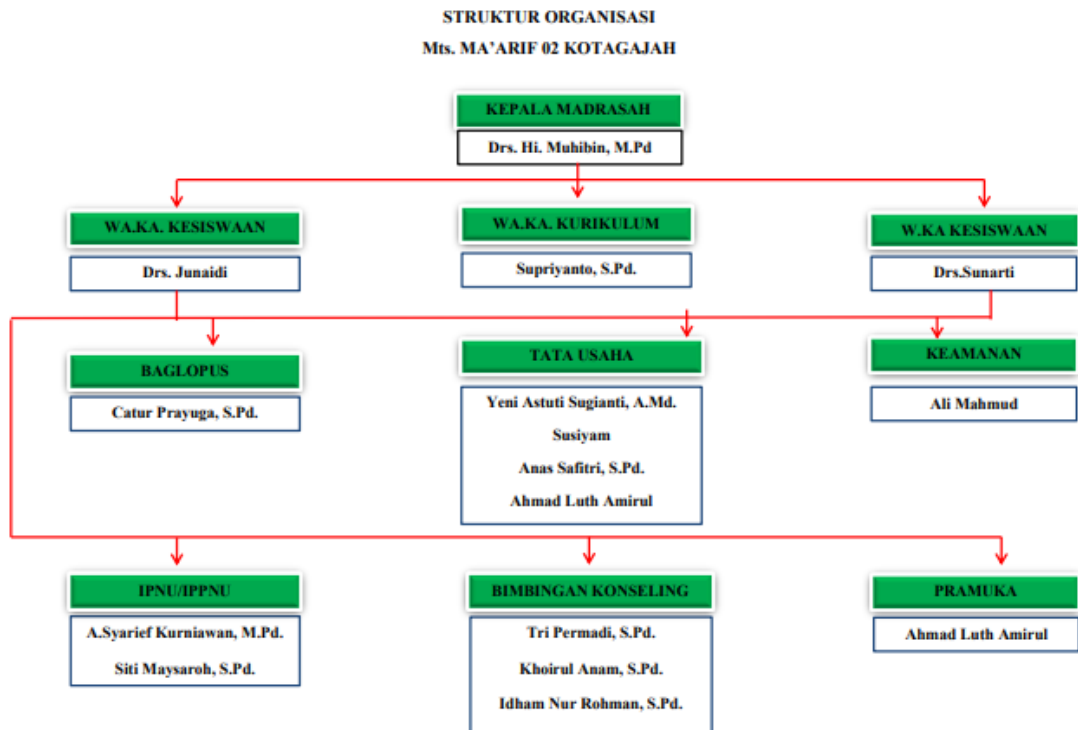 STRUKTUR ORGANISASI
Mts. MA'ARIF 02 KOTAGAJAH
KEPALA MADRASAH
Drs. Hi. Muhibin, M.Pd
WA.KA. KESISWAAN
Drs. Junaidi
WA.KA. KURIKULUM
Supriyanto, S.Pd.
W.KA KESISWAAN
Drs.Sunarti
BAGLOPUS
Catur Prayuga, S.Pd.
TATA USAHA
Yeni Astuti Sugianti, A.Md.
Susiyam
Anas Safitri, S.Pd.
Ahmad Luth Amirul
KEAMANAN
Ali Mahmud
IPNU/IPPNU
A.Syarief Kurniawan, M.Pd.
Siti Maysaroh, S.Pd.
BIMBINGAN KONSELING
Tri Permadi, S.Pd.
Khoirul Anam, S.Pd.
Idham Nur Rohman, S.Pd.
PRAMUKA
Ahmad Luth Amirul